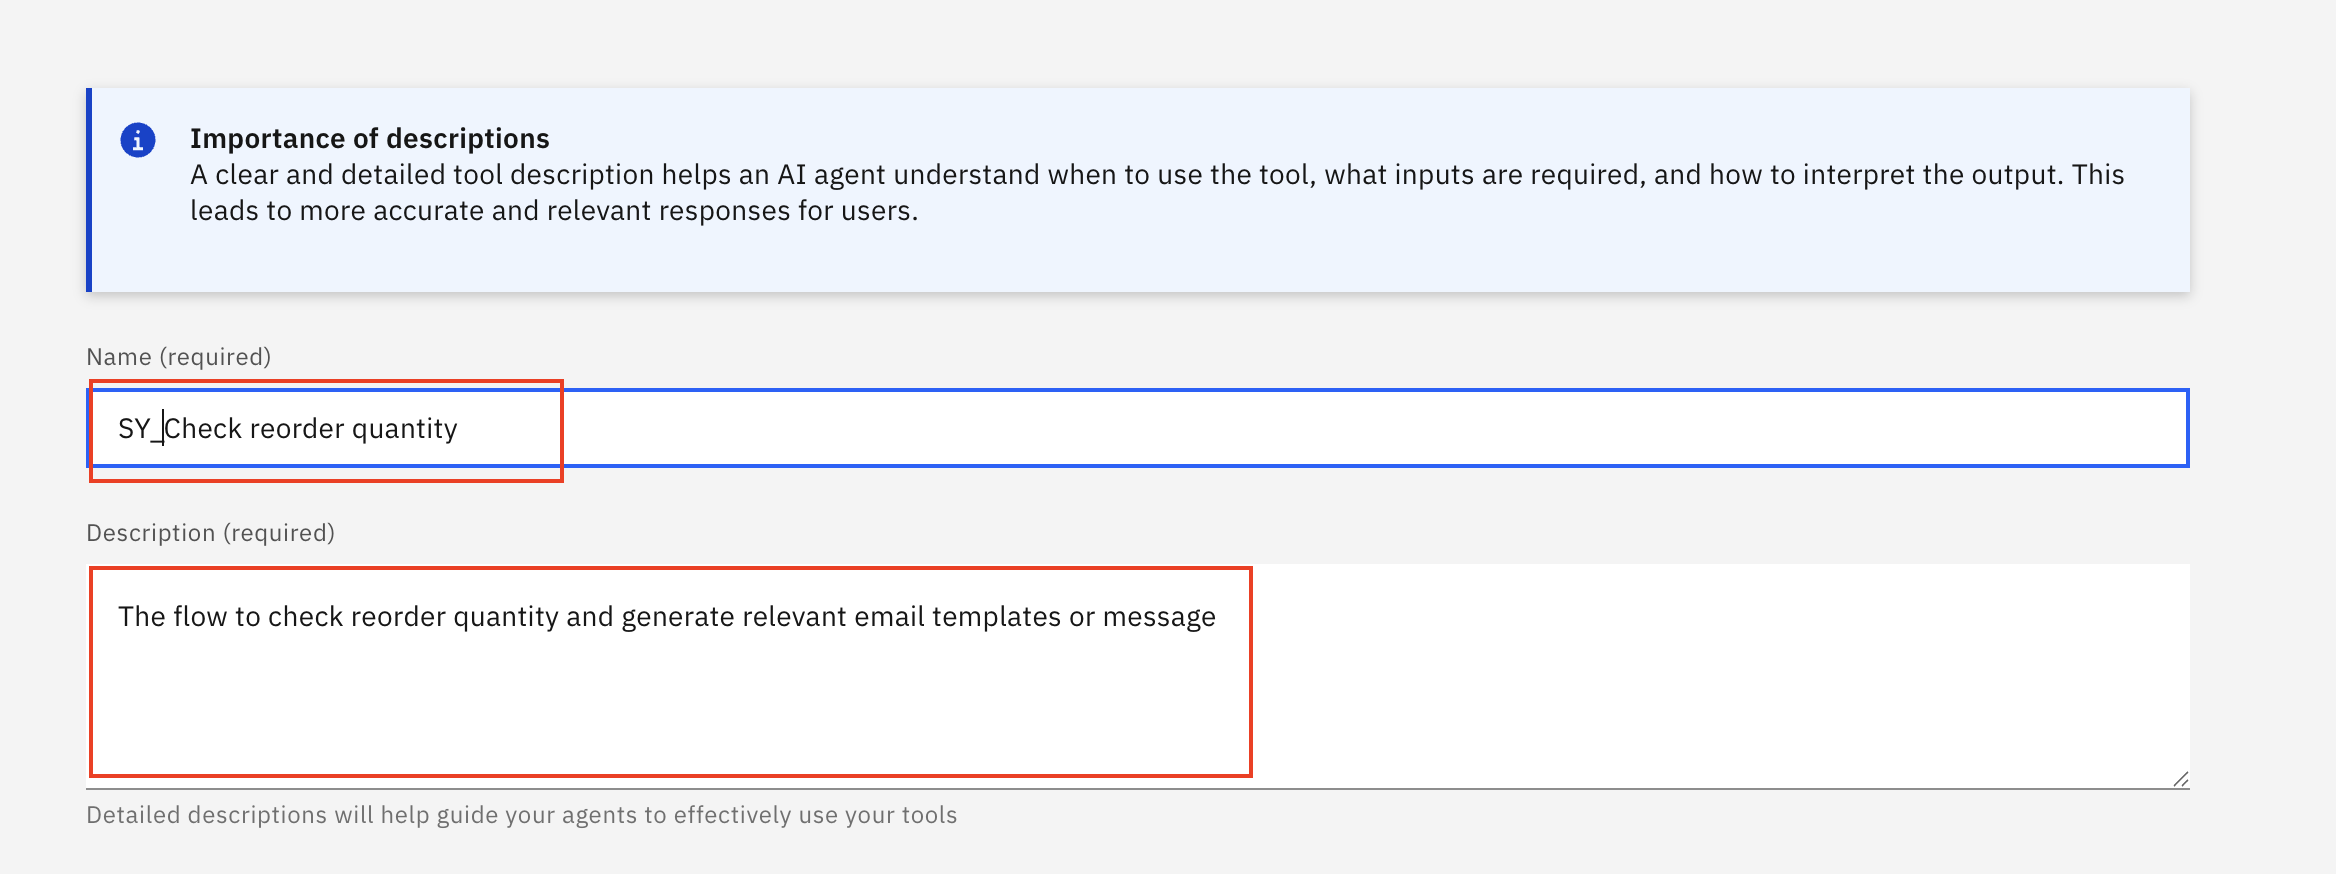 Importance of descriptions
A clear and detailed tool description helps an AI agent understand when to use the tool, what inputs are required, and how to interpret the output. This
leads to more accurate and relevant responses for users.
Name (required)
SY_Check reorder quantity
Description (required)
The flow to check reorder quantity and generate relevant email templates or message
Detailed descriptions will help guide your agents to effectively use your tools